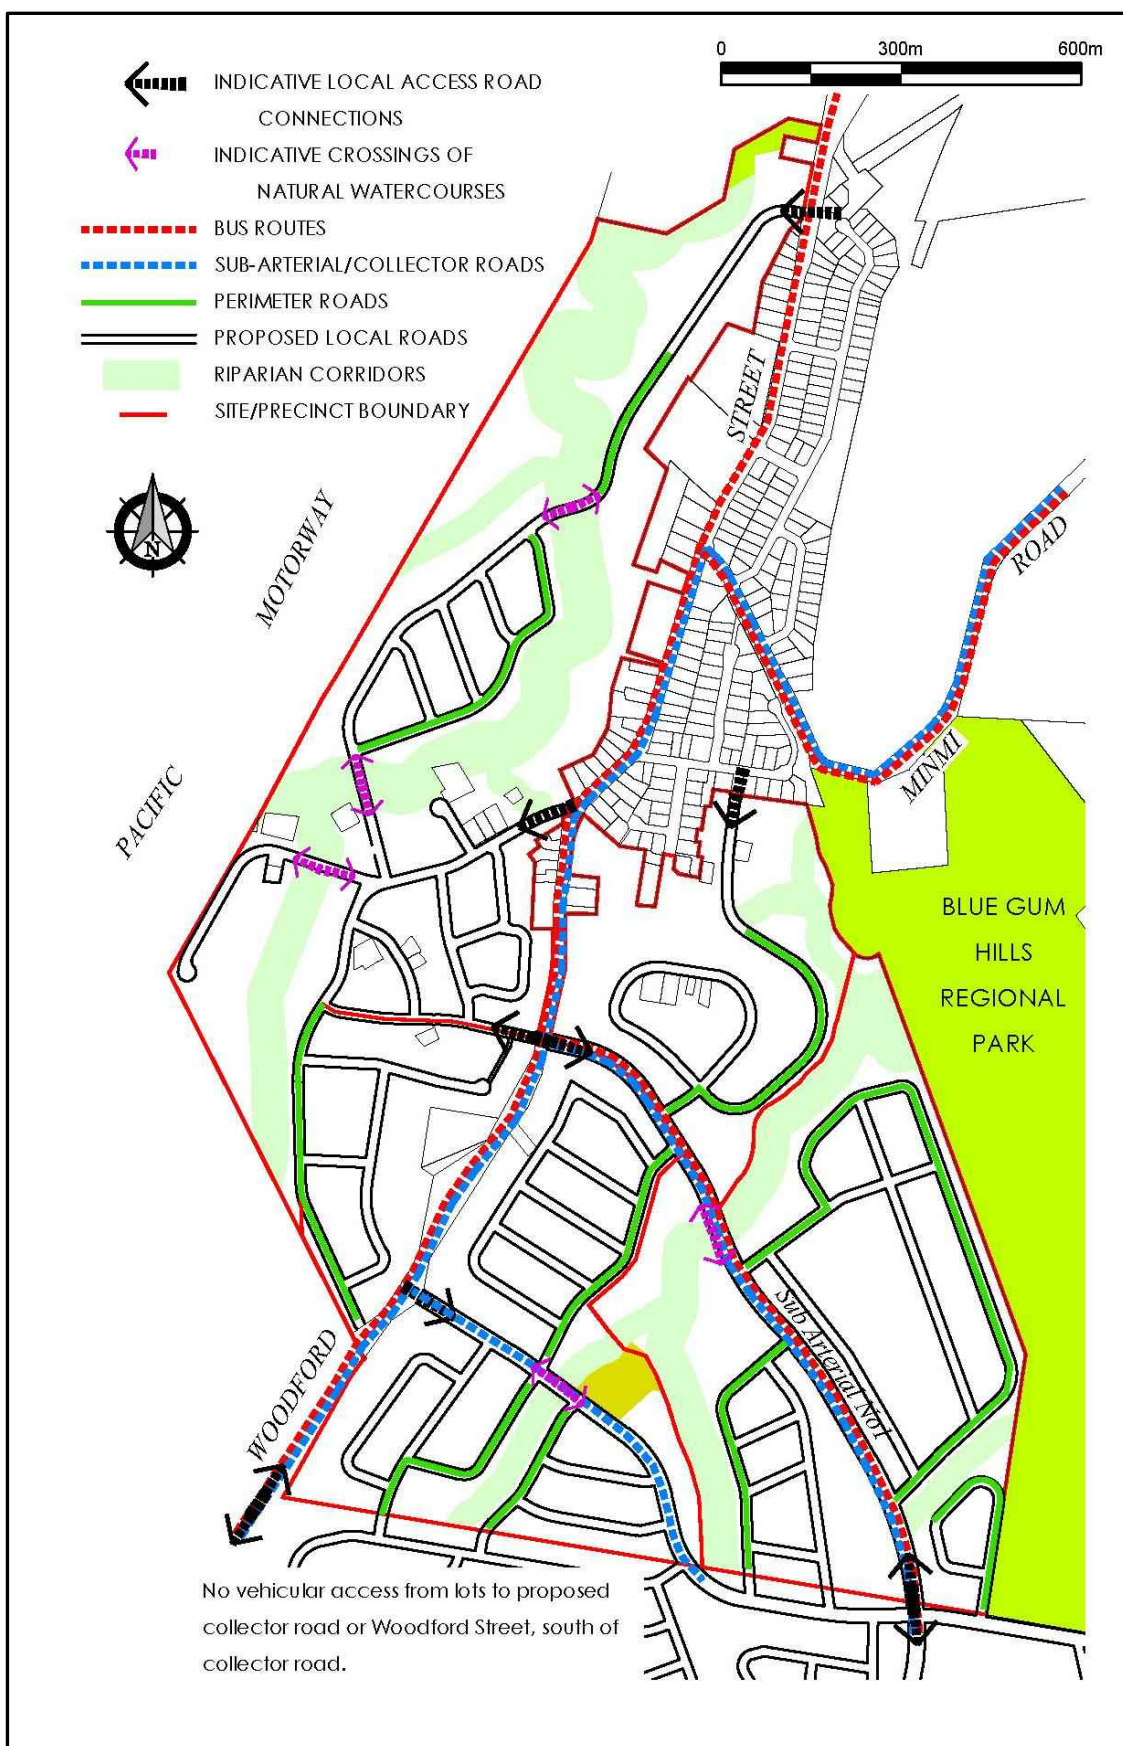 0 300m 600m
INDICATIVE LOCAL ACCESS ROAD
CONNECTIONS
INDICATIVE CROSSINGS OF
NATURAL WATERCOURSES
BUS ROUTES
SUB-ARTERIAL/COLLECTOR ROADS
PERIMETER ROADS
PROPOSED LOCAL ROADS
RIPARIAN CORRIDORS
SITE/PRECINCT BOUNDARY
N
STREET
MOTORWAY
ROAD
MINMI
PACIFIC
BLUE GUM
HILLS
REGIONAL
PARK
Sub Arterial No1
WOODFORD
No vehicular access from lots to proposed
collector road or Woodford Street, south of
collector road.